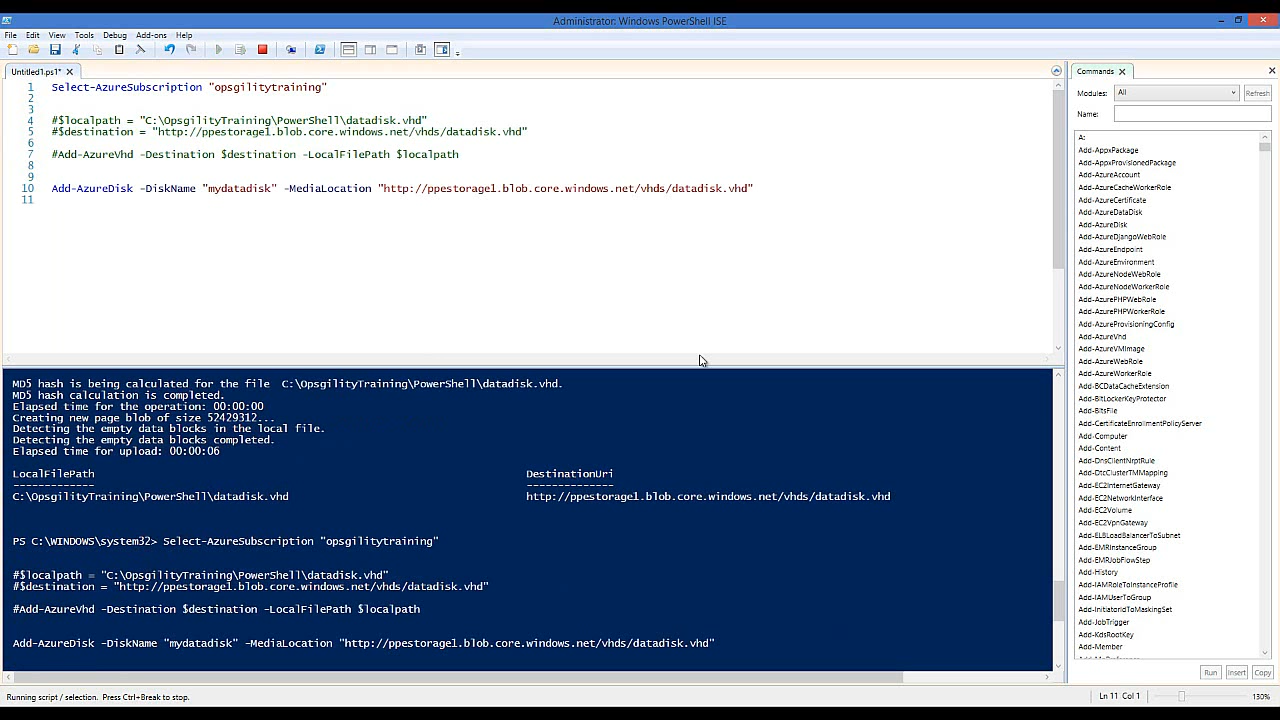 Administrator: Windows PowerShell ISE
File Edit View Tools Debug Add-ons Help
Untitled1.ps1* X
1 Select-AzureSubscription "opsgilitytraining"
2
3
4 #$localpath = "C:\OpsgilityTraining\PowerShell\datadisk.vhd"
5 #$destination = "http://ppestorage1.blob.core.windows.net/vhds/datadisk.vhd"
6
7 #Add-AzureVhd -Destination $destination -LocalFilePath $localpath
8
9
10 Add-AzureDisk -DiskName "mydatadisk" -MediaLocation "http://ppestorage1.blob.core.windows.net/vhds/datadisk.vhd"
11
MD5 hash is being calculated for the file  C:\OpsgilityTraining\PowerShell\datadisk.vhd.
MD5 hash calculation is completed.
Elapsed time for the operation: 00:00:00
Creating new page blob of size 52429312...
Detecting the empty data blocks in the local file.
Detecting the empty data blocks completed.
Elapsed time for upload: 00:00:06
LocalFilePath DestinationUri
------------- --------------
C:\OpsgilityTraining\PowerShell\datadisk.vhd http://ppestorage1.blob.core.windows.net/vhds/datadisk.vhd
PS C:\WINDOWS\system32> Select-AzureSubscription "opsgilitytraining"
#$localpath = "C:\OpsgilityTraining\PowerShell\datadisk.vhd"
#$destination = "http://ppestorage1.blob.core.windows.net/vhds/datadisk.vhd"
#Add-AzureVhd -Destination $destination -LocalFilePath $localpath
Add-AzureDisk -DiskName "mydatadisk" -MediaLocation "http://ppestorage1.blob.core.windows.net/vhds/datadisk.vhd"
Commands X
Modules: All Refresh
Name:
A:
Add-AppxPackage
Add-AppxProvisionedPackage
Add-AzureAccount
Add-AzureCacheWorkerRole
Add-AzureCertificate
Add-AzureDataDisk
Add-AzureDisk
Add-AzureDjangoWebRole
Add-AzureEndpoint
Add-AzureEnvironment
Add-AzureNodeWebRole
Add-AzureNodeWorkerRole
Add-AzurePHPWebRole
Add-AzurePHPWorkerRole
Add-AzureProvisioningConfig
Add-AzureVhd
Add-AzureVMImage
Add-AzureWebRole
Add-AzureWorkerRole
Add-BCDataCacheExtension
Add-BitLockerKeyProtector
Add-BitsFile
Add-CertificateEnrollmentPolicyServer
Add-Computer
Add-Content
Add-DnsClientNrptRule
Add-DtcClusterTMMapping
Add-EC2InternetGateway
Add-EC2NetworkInterface
Add-EC2Volume
Add-EC2VpnGateway
Add-ELBLoadBalancerToSubnet
Add-EMRInstanceGroup
Add-EMRJobFlowStep
Add-History
Add-IAMRoleToInstanceProfile
Add-IAMUserToGroup
Add-InitiatorIdToMaskingSet
Add-JobTrigger
Add-KdsRootKey
Add-Member
Run Insert Copy
Running script / selection.  Press Ctrl+Break to stop.
Ln 11 Col 1
130%